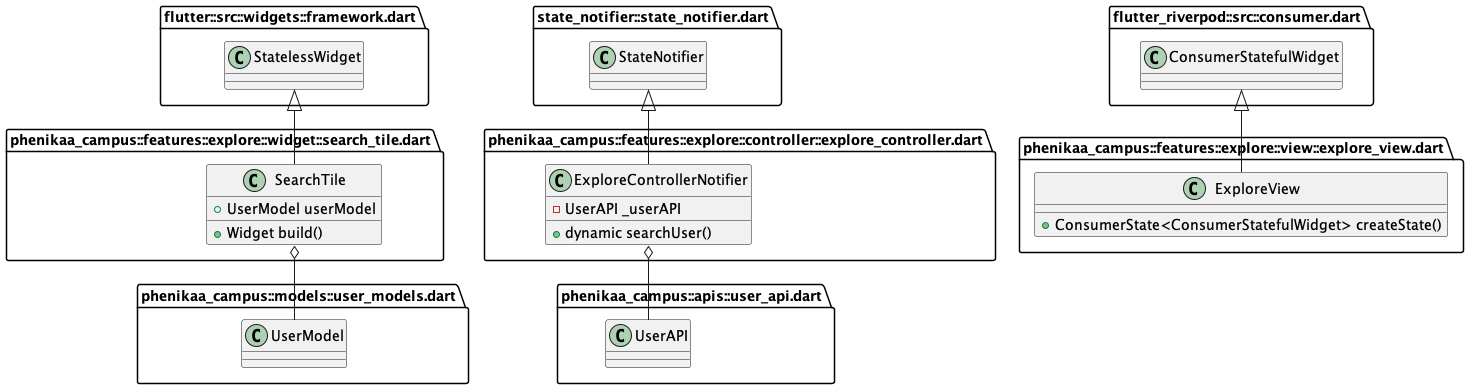 flutter::src::widgets::framework.dart
C StatelessWidget
phenikaa_campus::features::explore::widget::search_tile.dart
C SearchTile
UserModel userModel
Widget build()
phenikaa_campus::models::user_models.dart
C UserModel
state_notifier::state_notifier.dart
C StateNotifier
phenikaa_campus::features::explore::controller::explore_controller.dart
C ExploreControllerNotifier
UserAPI _userAPI
dynamic searchUser()
phenikaa_campus::apis::user_api.dart
C UserAPI
flutter_riverpod::src::consumer.dart
C ConsumerStatefulWidget
phenikaa_campus::features::explore::view::explore_view.dart
C ExploreView
ConsumerState<ConsumerStatefulWidget> createState()